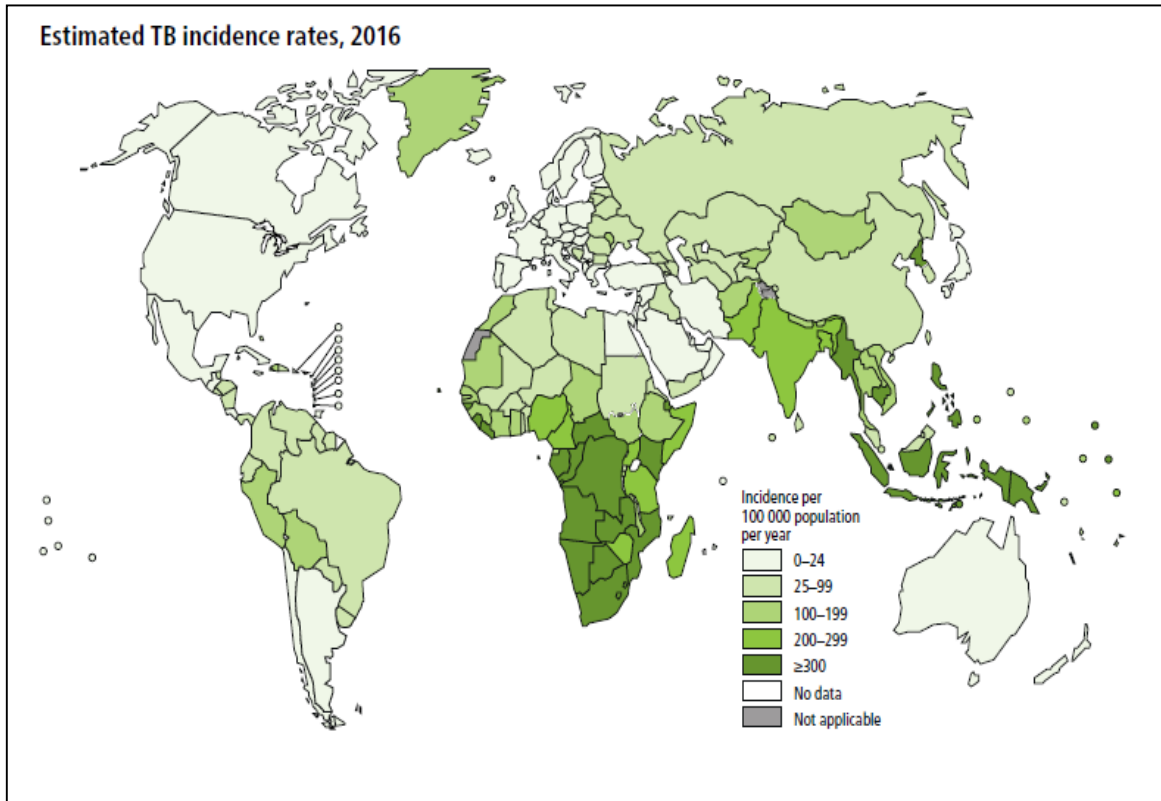 Estimated TB incidence rates, 2016
Incidence per
100 000 population
per year
0–24
25–99
100–199
200–299
≥300
No data
Not applicable